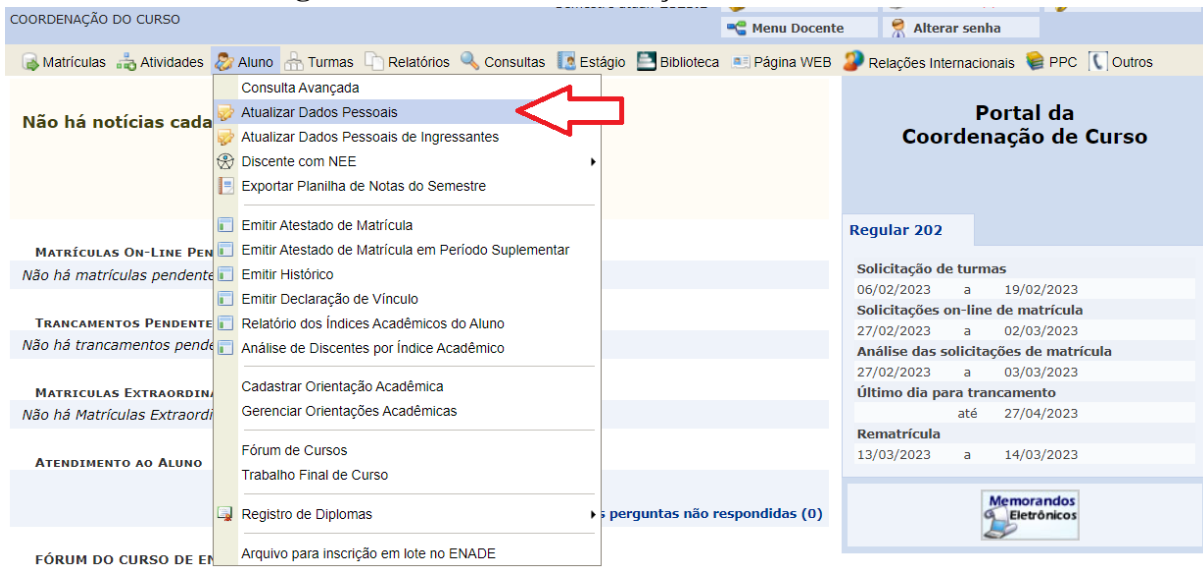 COORDENAÇÃO DO CURSO
Menu Docente
Alterar senha
Matrículas Atividades Aluno Turmas Relatórios Consultas Estágio Biblioteca Página WEB Relações Internacionais PPC Outros
Não há notícias cada
Consulta Avançada
Atualizar Dados Pessoais
Atualizar Dados Pessoais de Ingressantes
Discente com NEE
Exportar Planilha de Notas do Semestre
Emitir Atestado de Matrícula
Emitir Atestado de Matrícula em Período Suplementar
Emitir Histórico
Emitir Declaração de Vínculo
Relatório dos Índices Acadêmicos do Aluno
Análise de Discentes por Índice Acadêmico
Cadastrar Orientação Acadêmica
Gerenciar Orientações Acadêmicas
Fórum de Cursos
Trabalho Final de Curso
Registro de Diplomas
Arquivo para inscrição em lote no ENADE
MATRÍCULAS ON-LINE PEN
Não há matrículas pendente
TRANCAMENTOS PENDENTE
Não há trancamentos pende
MATRICULAS EXTRAORDINA
Não há Matrículas Extraordi
ATENDIMENTO AO ALUNO
s perguntas não respondidas (0)
FÓRUM DO CURSO DE EN
Portal da
Coordenação de Curso
Regular 202
Solicitação de turmas
06/02/2023 a 19/02/2023
Solicitações on-line de matrícula
27/02/2023 a 02/03/2023
Análise das solicitações de matrícula
27/02/2023 a 03/03/2023
Último dia para trancamento
até 27/04/2023
Rematrícula
13/03/2023 a 14/03/2023
Memorandos
Eletrônicos